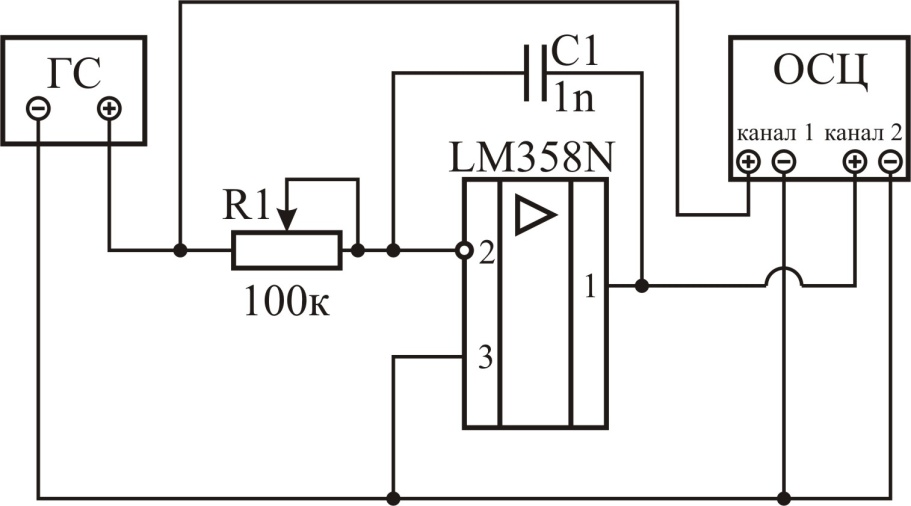 ГС
C1
1n
ОСЦ
канал 1 канал 2
LM358N
R1
100к
2
1
3